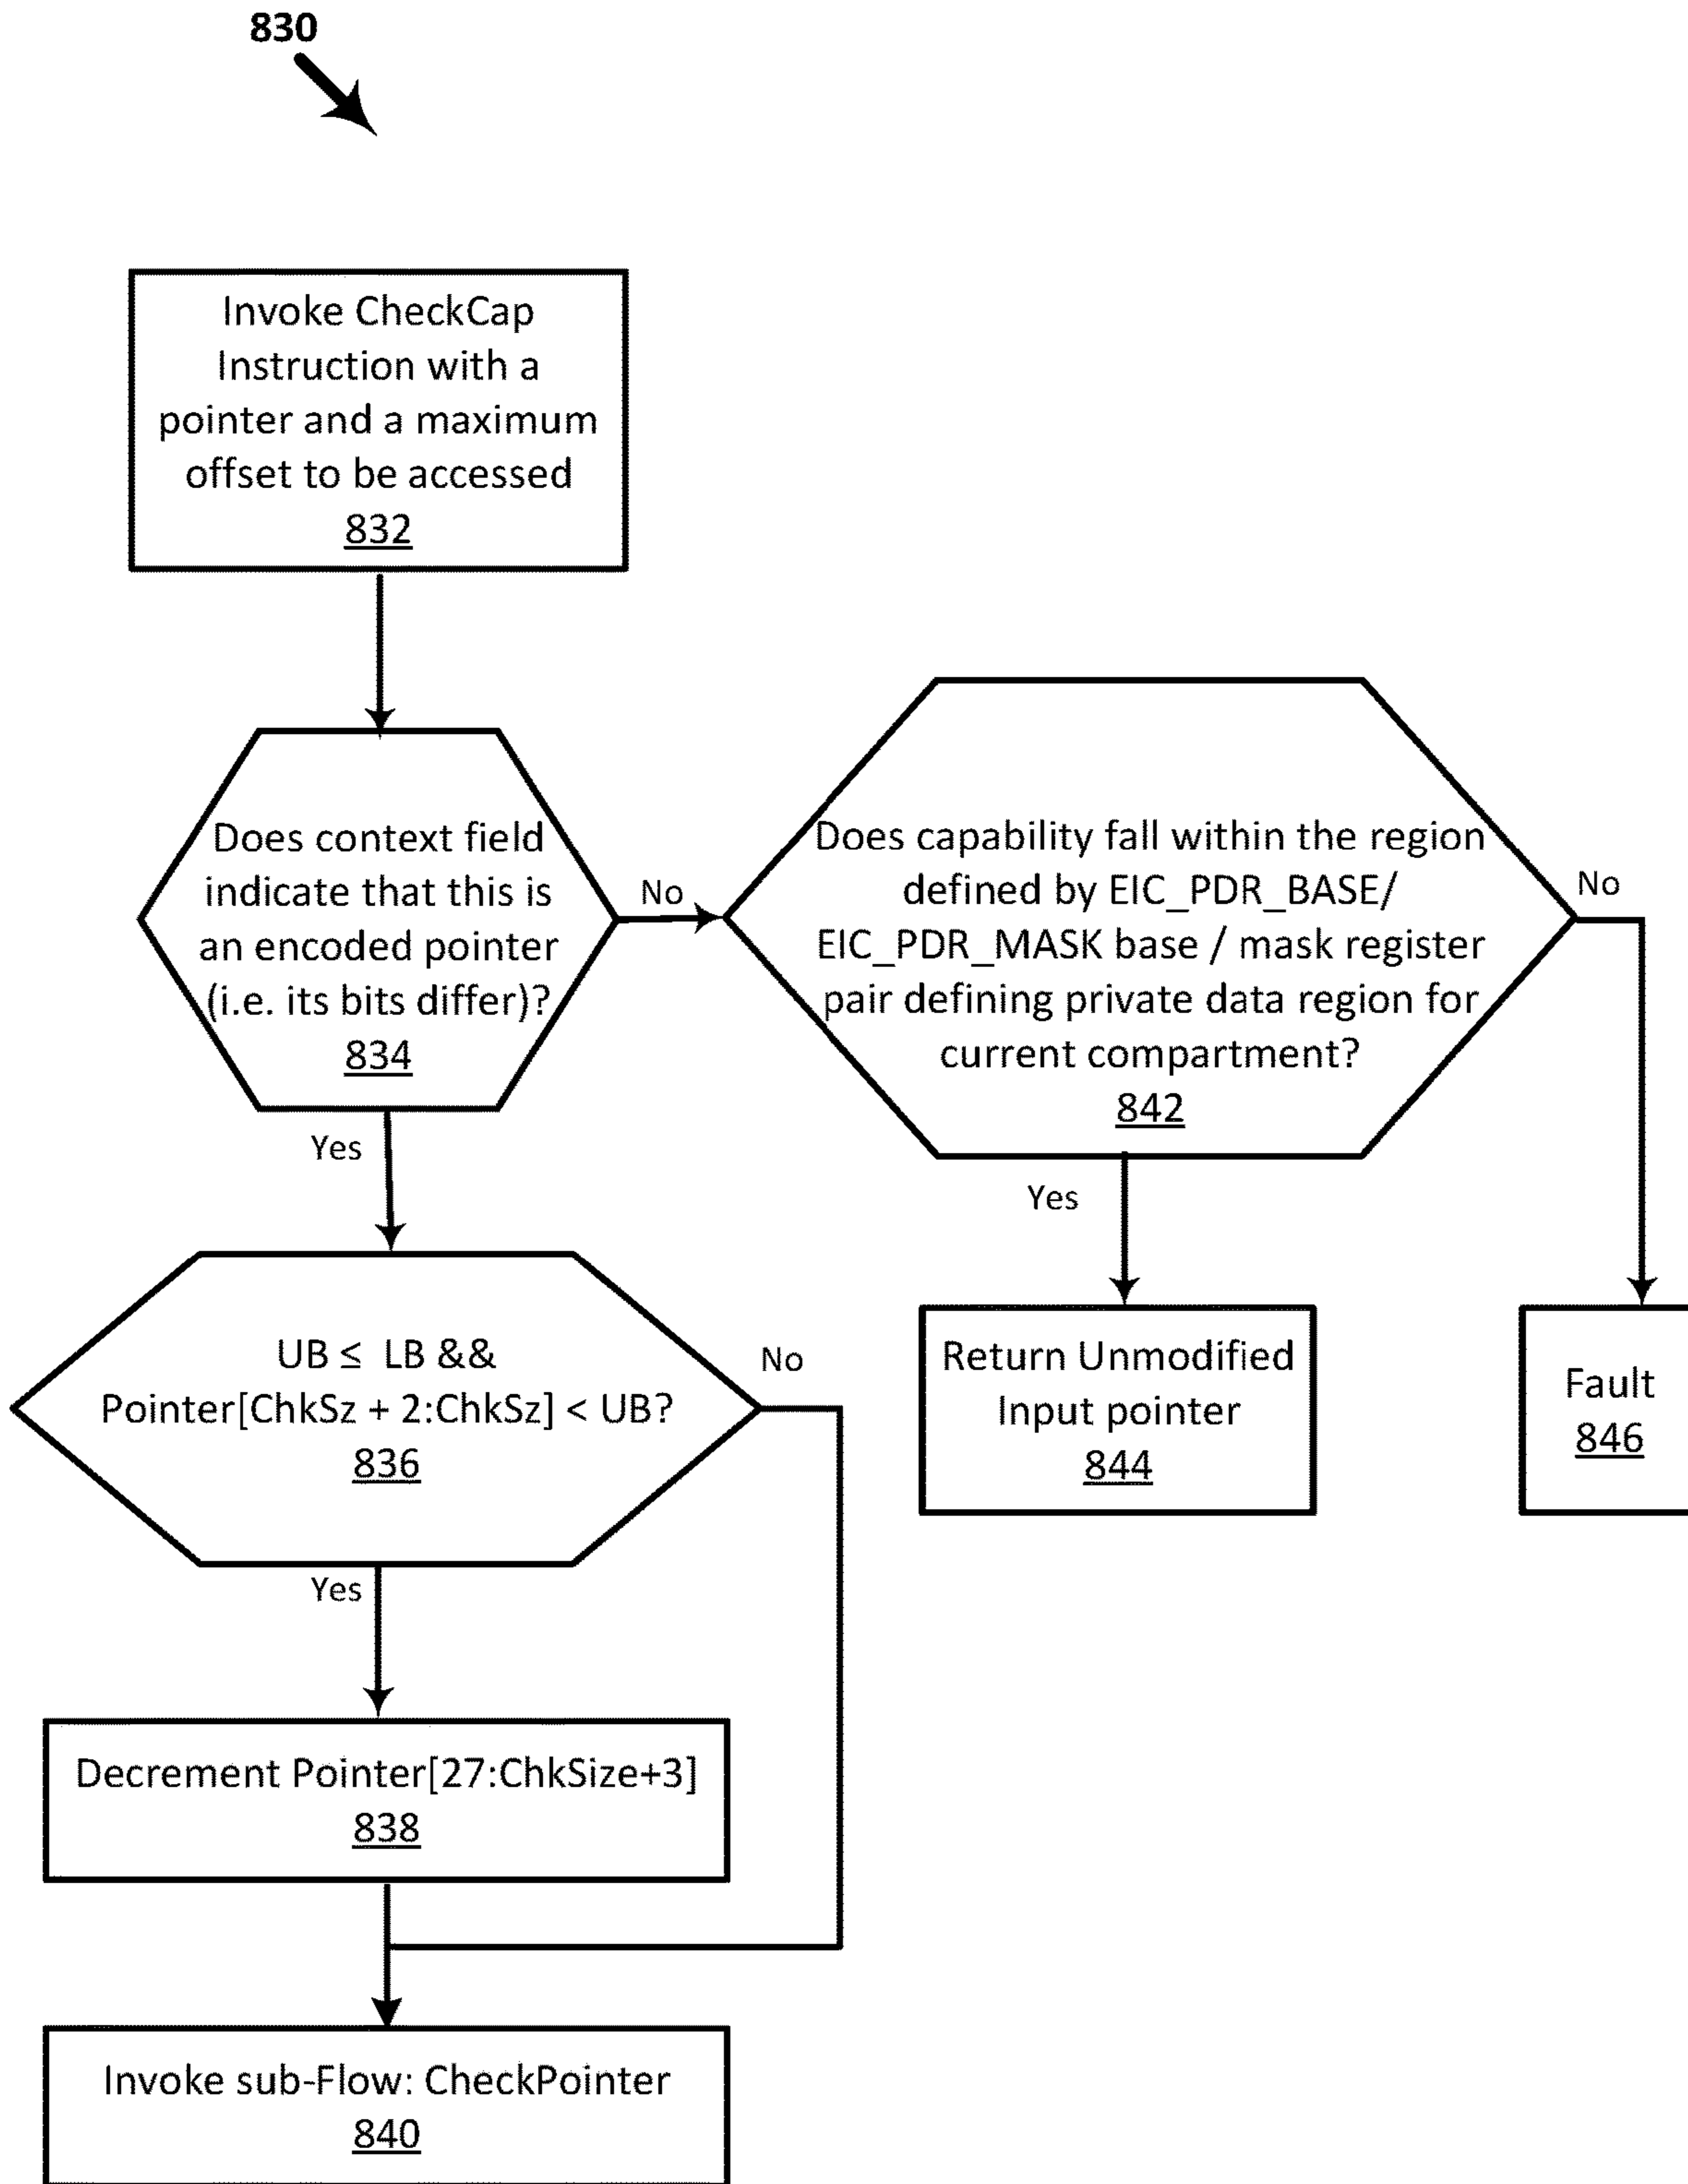 830
Invoke CheckCap
Instruction with a
pointer and a maximum
offset to be accessed
832
Does context field
indicate that this is
an encoded pointer
(i.e. its bits differ)?
834
No
Does capability fall within the region
defined by EIC_PDR_BASE/
EIC_PDR_MASK base / mask register
pair defining private data region for
current compartment?
842
No
Yes
Yes
UB ≤ LB &&
Pointer[ChkSz + 2:ChkSz] < UB?
836
No
Return Unmodified
Input pointer
844
Fault
846
Yes
Decrement Pointer[27:ChkSize+3]
838
Invoke sub-Flow: CheckPointer
840